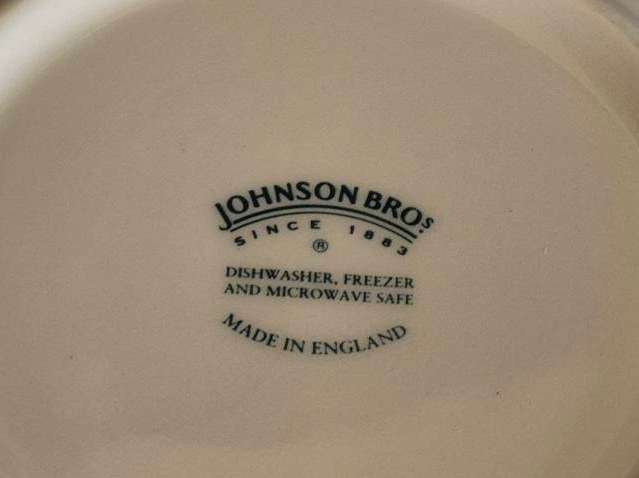 JOHNSON BROS
SINCE 1883
®
DISHWASHER, FREEZER
AND MICROWAVE SAFE
MADE IN ENGLAND